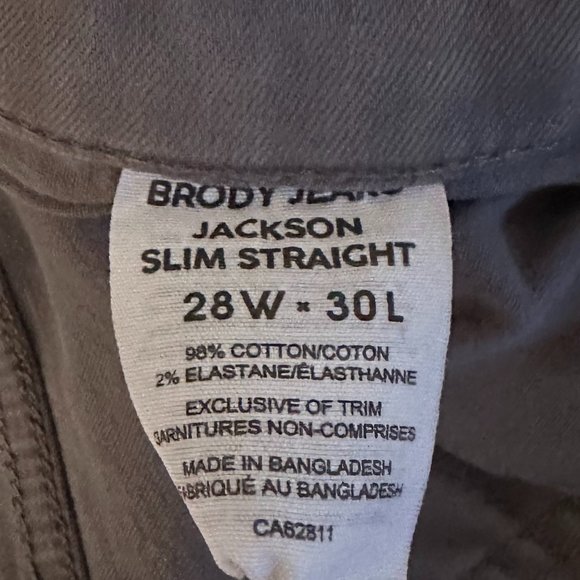 BRODY JEANS
JACKSON
SLIM STRAIGHT
28W × 30L
98% COTTON/COTON
2% ELASTANE/ÉLASTHANNE
EXCLUSIVE OF TRIM
GARNITURES NON-COMPRISES
MADE IN BANGLADESH
FABRIQUÉ AU BANGLADESH
CA62811